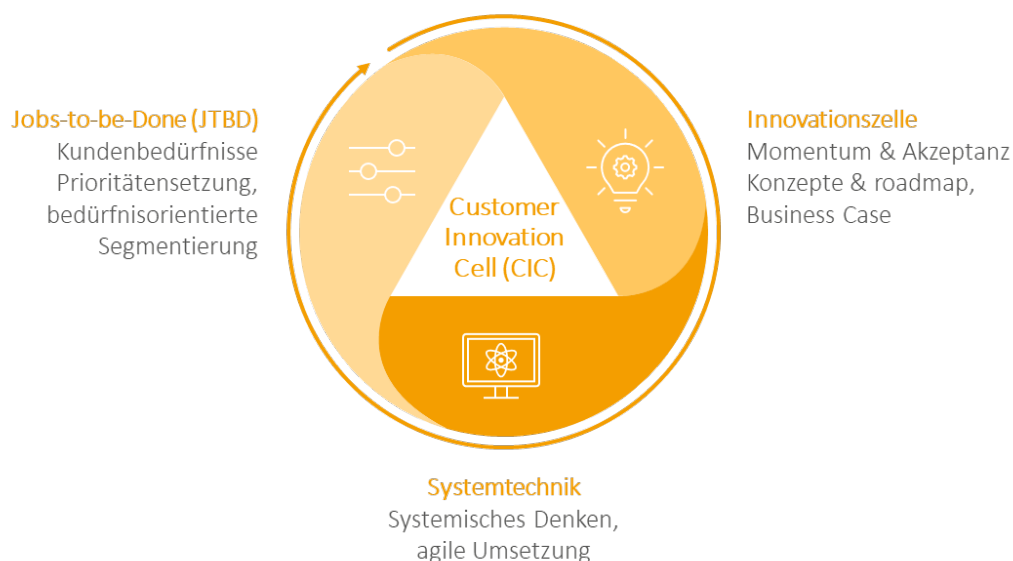 Jobs-to-be-Done (JTBD)
Kundenbedürfnisse
Prioritätensetzung,
bedürfnisorientierte
Segmentierung
Customer
Innovation
Cell (CIC)
Innovationszelle
Momentum & Akzeptanz
Konzepte & roadmap,
Business Case
Systemtechnik
Systemisches Denken,
agile Umsetzung